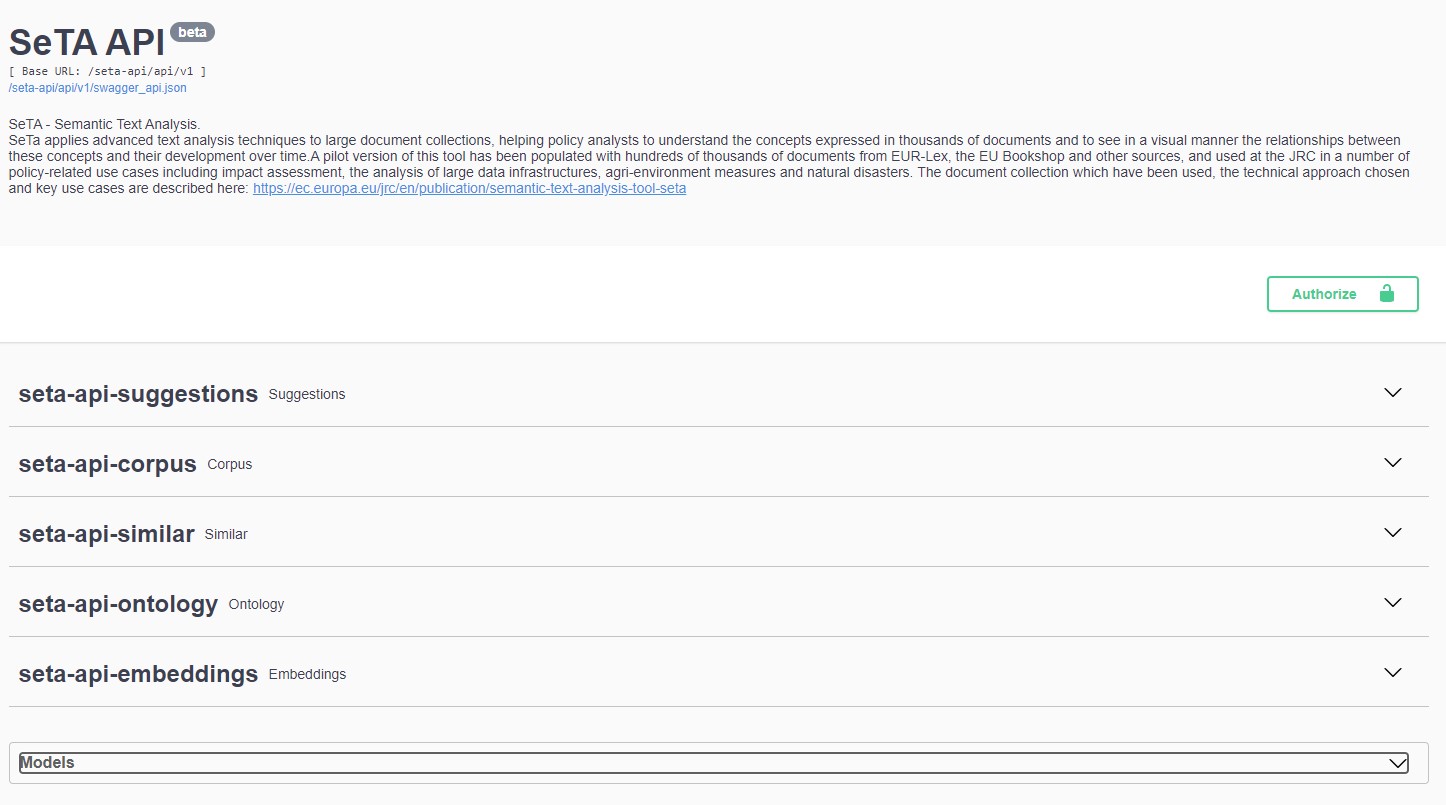 SeTA API beta
[ Base URL: /seta-api/api/v1 ]
/seta-api/api/v1/swagger_api.json
SeTA - Semantic Text Analysis.
SeTa applies advanced text analysis techniques to large document collections, helping policy analysts to understand the concepts expressed in thousands of documents and to see in a visual manner the relationships between
these concepts and their development over time.A pilot version of this tool has been populated with hundreds of thousands of documents from EUR-Lex, the EU Bookshop and other sources, and used at the JRC in a number of
policy-related use cases including impact assessment, the analysis of large data infrastructures, agri-environment measures and natural disasters. The document collection which have been used, the technical approach chosen
and key use cases are described here: https://ec.europa.eu/jrc/en/publication/semantic-text-analysis-tool-seta
Authorize
seta-api-suggestions Suggestions
seta-api-corpus Corpus
seta-api-similar Similar
seta-api-ontology Ontology
seta-api-embeddings Embeddings
Models